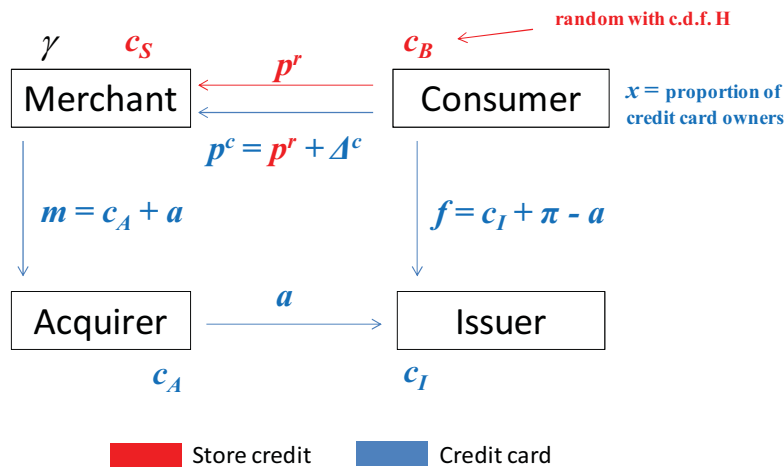 random with c.d.f. H
γ
c_S
p^r
c_B
Merchant
Consumer
x = proportion of
credit card owners
p^c = p^r + Δ^c
m = c_A + a
f = c_I + π - a
Acquirer
a
Issuer
c_A
c_I
Store credit
Credit card